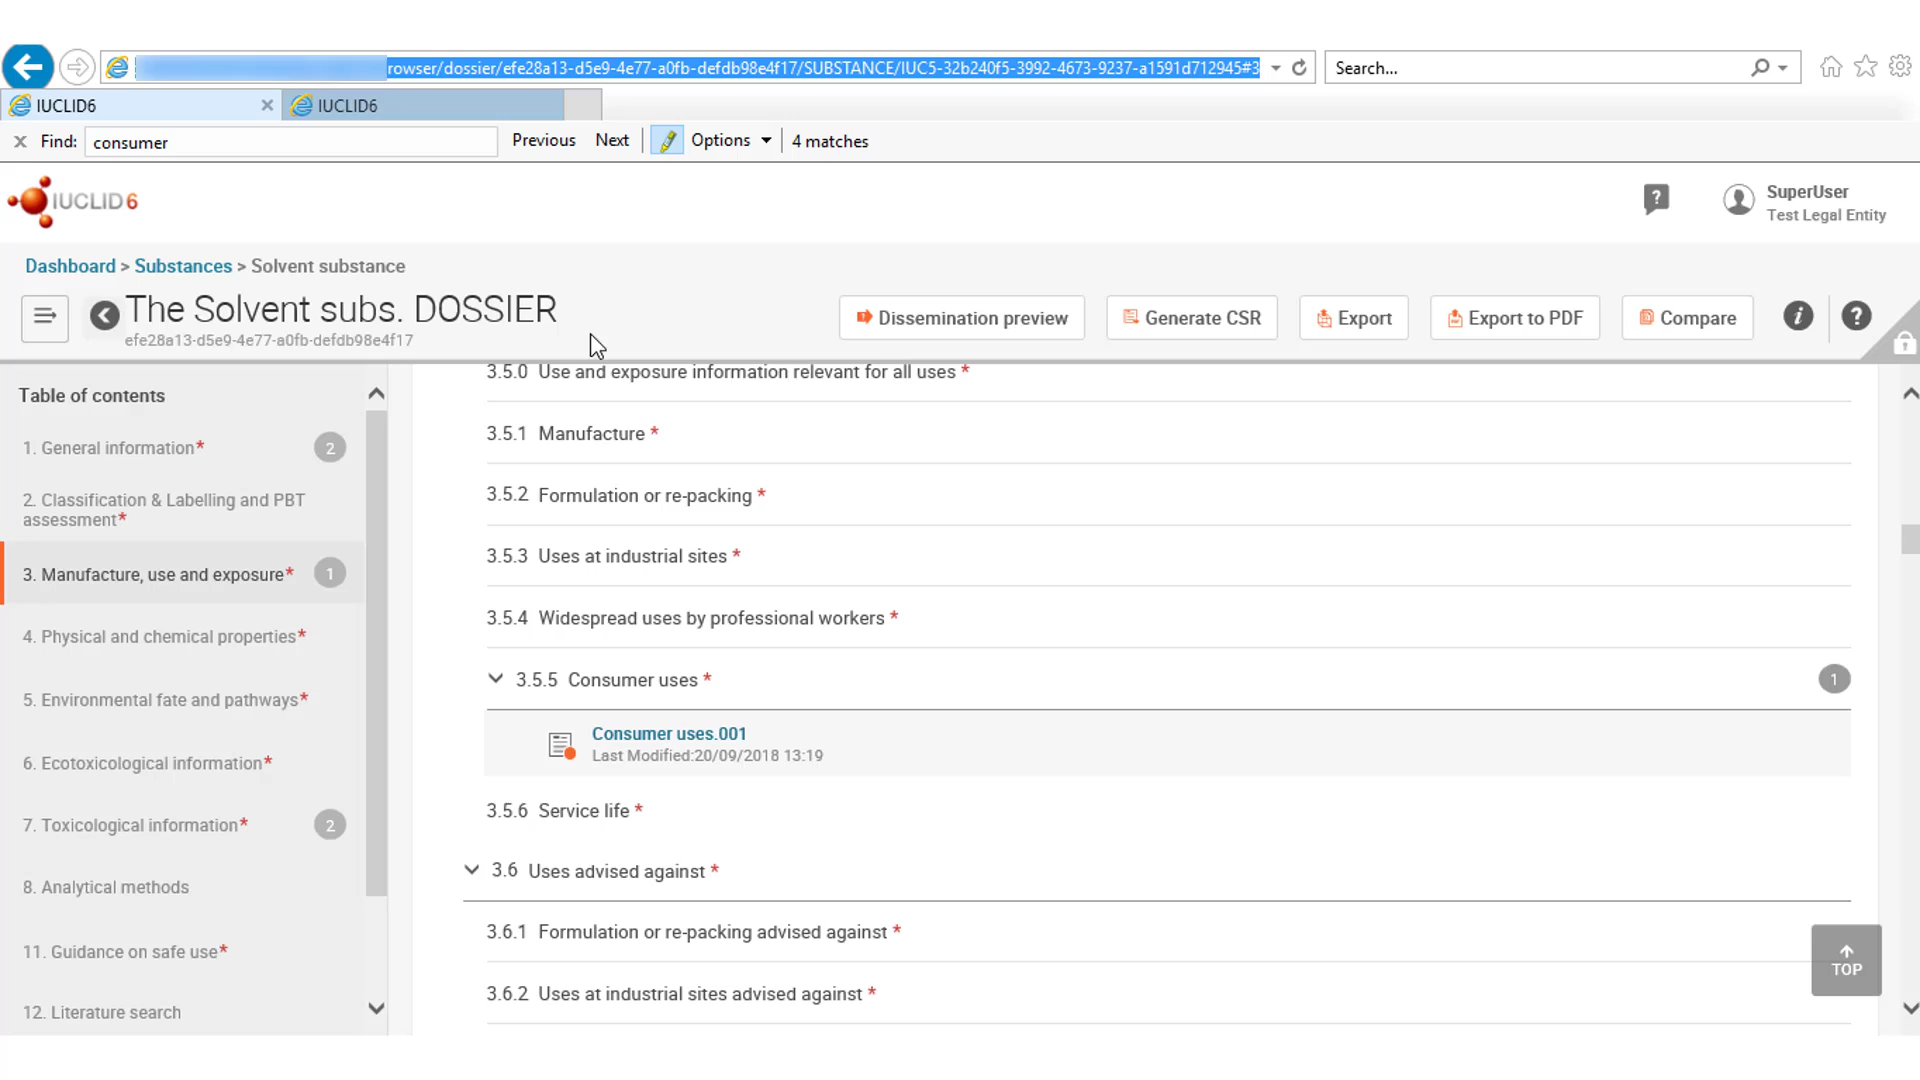 rowser/dossier/efe28a13-d5e9-4e77-a0fb-defdb98e4f17/SUBSTANCE/IUC5-32b240f5-3992-4673-9237-a1591d712945#3
Search...
IUCLID6
IUCLID6
Find: consumer Previous Next Options 4 matches
IUCLID 6
?
SuperUser
Test Legal Entity
Dashboard > Substances > Solvent substance
The Solvent subs. DOSSIER
efe28a13-d5e9-4e77-a0fb-defdb98e4f17
Dissemination preview Generate CSR Export Export to PDF Compare i ?
Table of contents
1. General information* 2
2. Classification & Labelling and PBT
assessment*
3. Manufacture, use and exposure* 1
4. Physical and chemical properties*
5. Environmental fate and pathways*
6. Ecotoxicological information*
7. Toxicological information* 2
8. Analytical methods
11. Guidance on safe use*
12. Literature search
3.5.0 Use and exposure information relevant for all uses *
3.5.1 Manufacture *
3.5.2 Formulation or re-packing *
3.5.3 Uses at industrial sites *
3.5.4 Widespread uses by professional workers *
3.5.5 Consumer uses * 1
Consumer uses.001
Last Modified:20/09/2018 13:19
3.5.6 Service life *
3.6 Uses advised against *
3.6.1 Formulation or re-packing advised against *
3.6.2 Uses at industrial sites advised against *
TOP